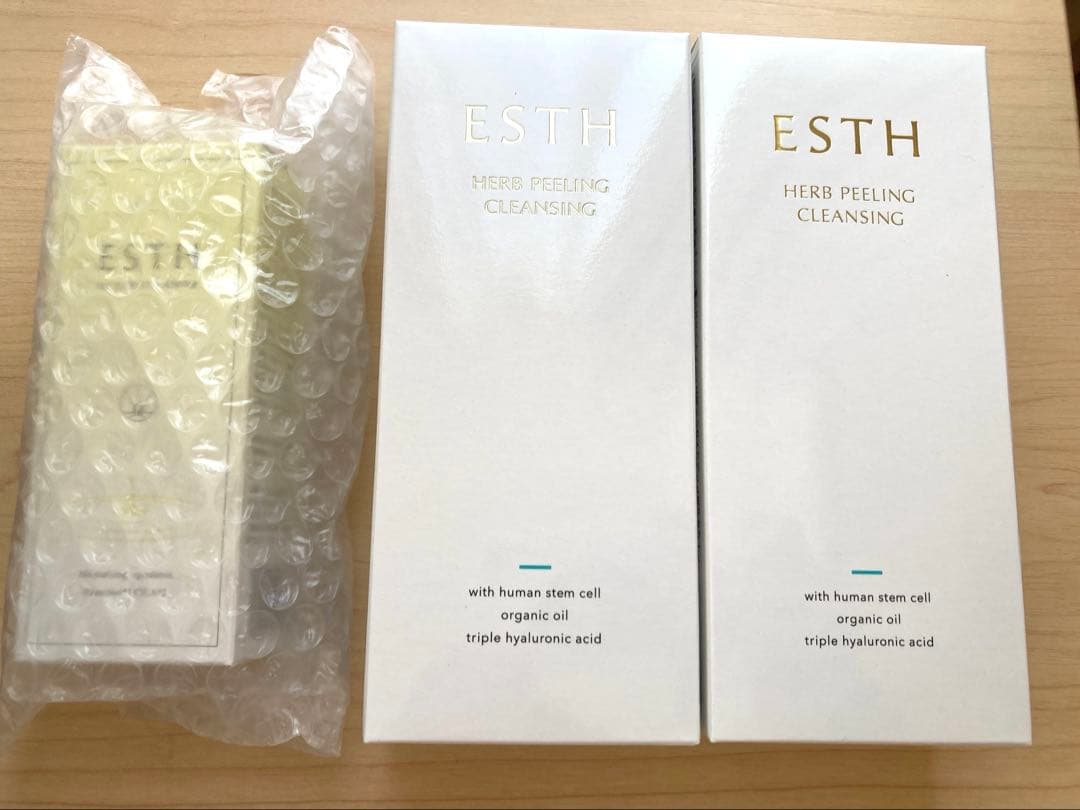 ESTH
ESTH
HERB PEELING
CLEANSING
with human stem cell
organic oil
triple hyaluronic acid
ESTH
HERB PEELING
CLEANSING
with human stem cell
organic oil
triple hyaluronic acid